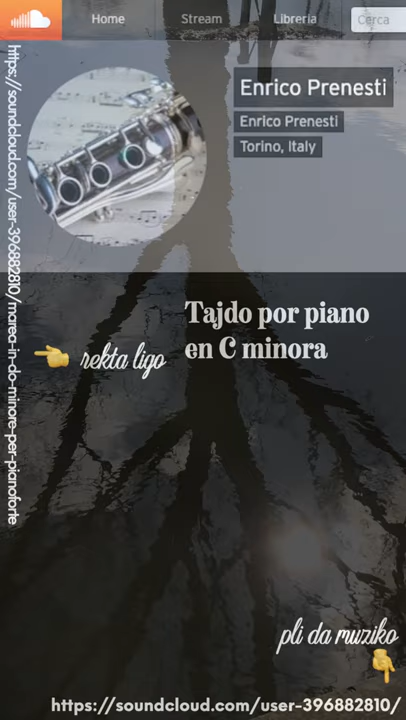 Home Stream Libreria Cerca
Enrico Prenesti
Enrico Prenesti
Torino, Italy
https://soundcloud.com/user-396882810/marea-in-do-minore-per-pianoforte
Tajdo por piano
en C minora
👈 rekta ligo
pli da muziko
👇
https://soundcloud.com/user-396882810/